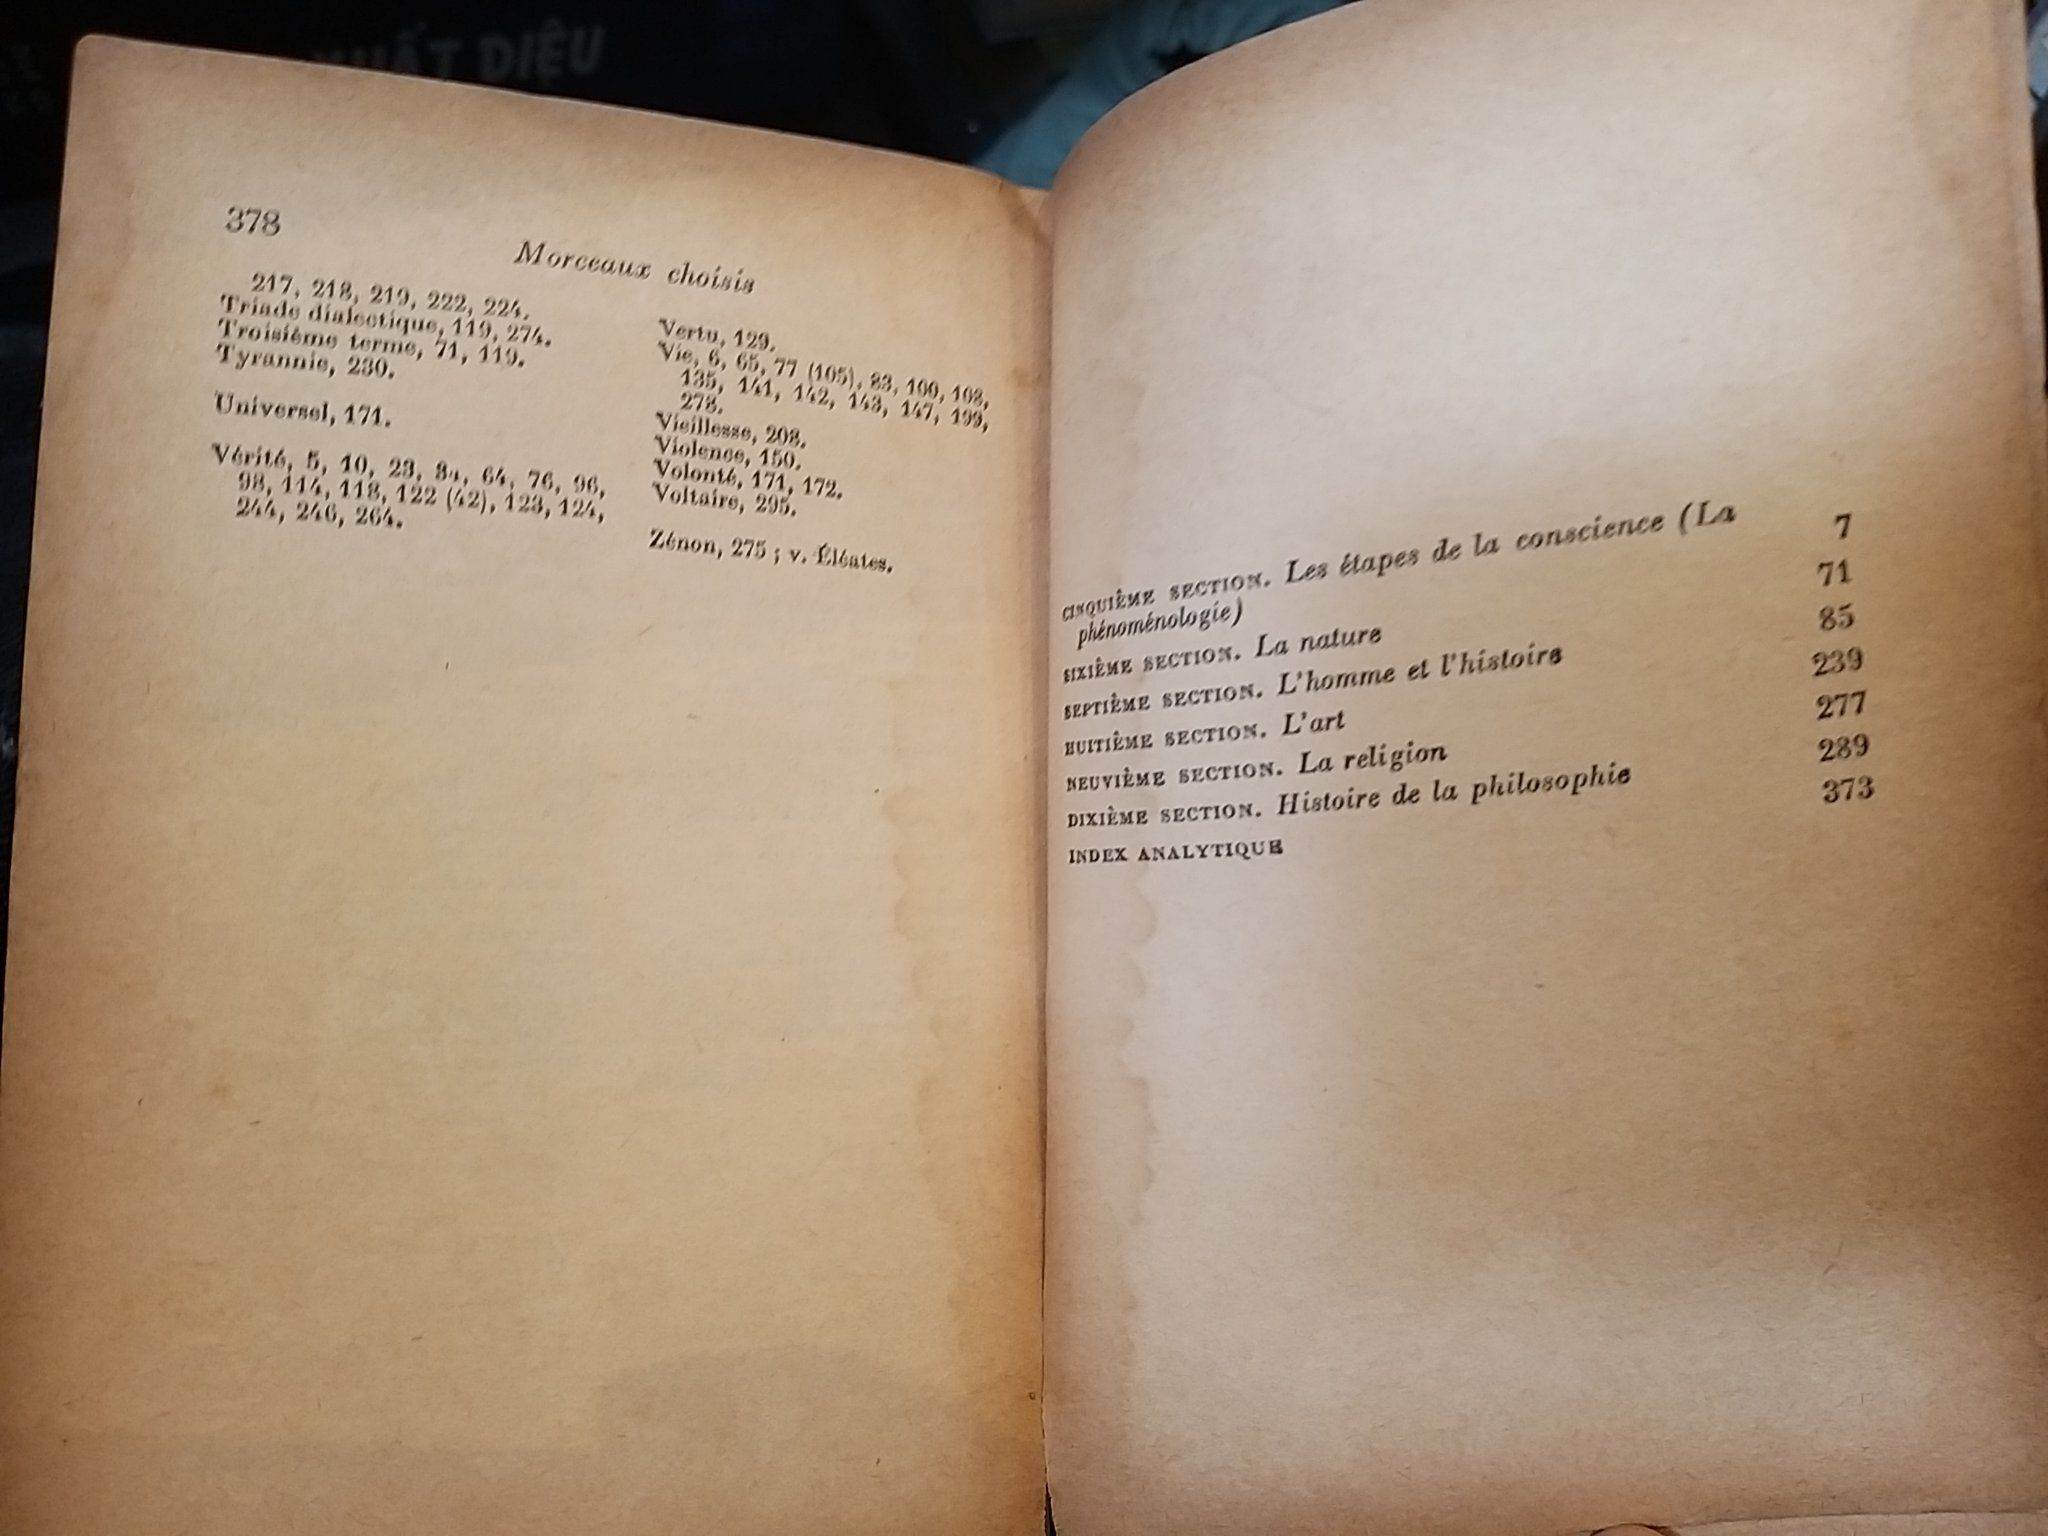 ĐIỆU
378
Morceaux choisis
217, 218, 219, 222, 224.
Triade dialectique, 119, 274.
Troisième terme, 71, 119.
Tyrannie, 230.
Universel, 171.
Vérité, 5, 10, 23, 64, 76, 96,
98, 114, 118, 122 (42), 123, 124,
244, 246, 264.
Vertu, 129.
Vie, 6, 65, 77 (105), 83, 100, 108,
135, 141, 142, 143, 147, 199,
278.
Vieillesse, 208.
Violence, 150.
Volonté, 171, 172.
Voltaire, 295.
Zénon, 275 ; v. Éléates.
CINQUIÈME SECTION. Les étapes de la conscience (La
phénoménologie) 7
SIXIÈME SECTION. La nature 71
SEPTIÈME SECTION. L'homme et l'histoire 85
HUITIÈME SECTION. L'art 239
NEUVIÈME SECTION. La religion 277
DIXIÈME SECTION. Histoire de la philosophie 289
INDEX ANALYTIQUE 373